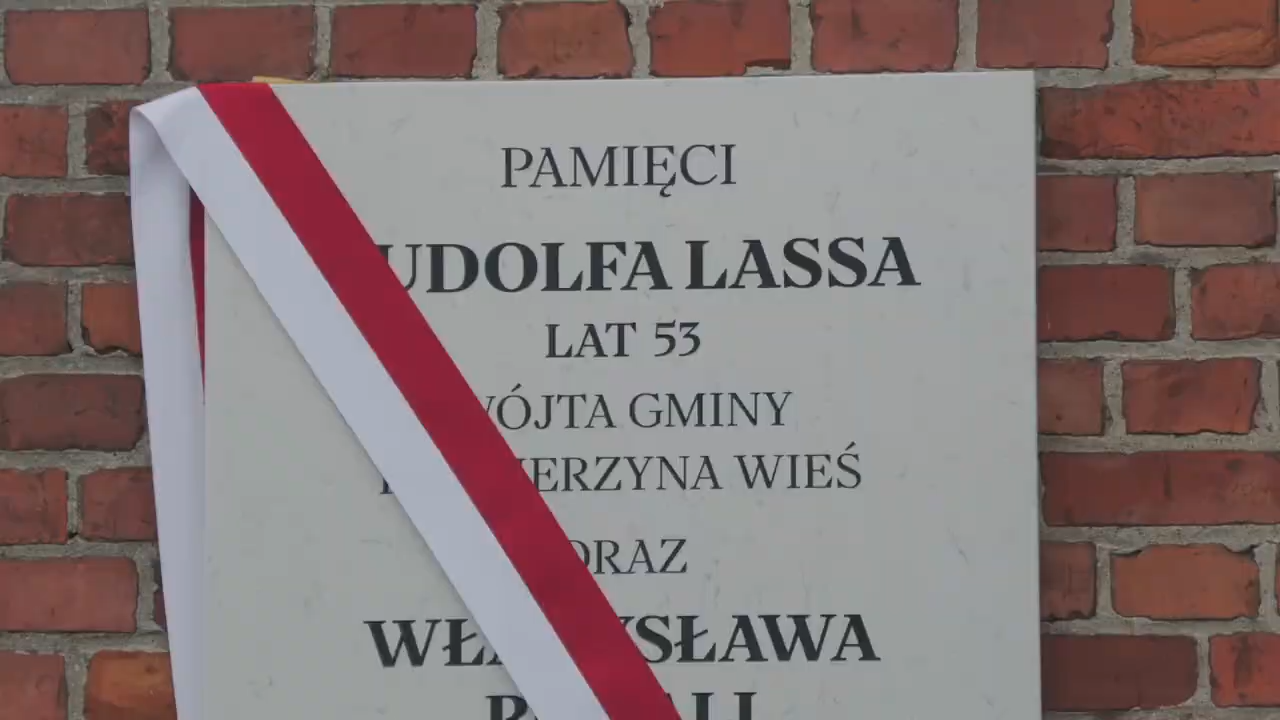 PAMIĘCI
UDOLFA LASSA
LAT 53
WÓJTA GMINY
IERZYNA WIEŚ
ORAZ
WŁADYSŁAWA